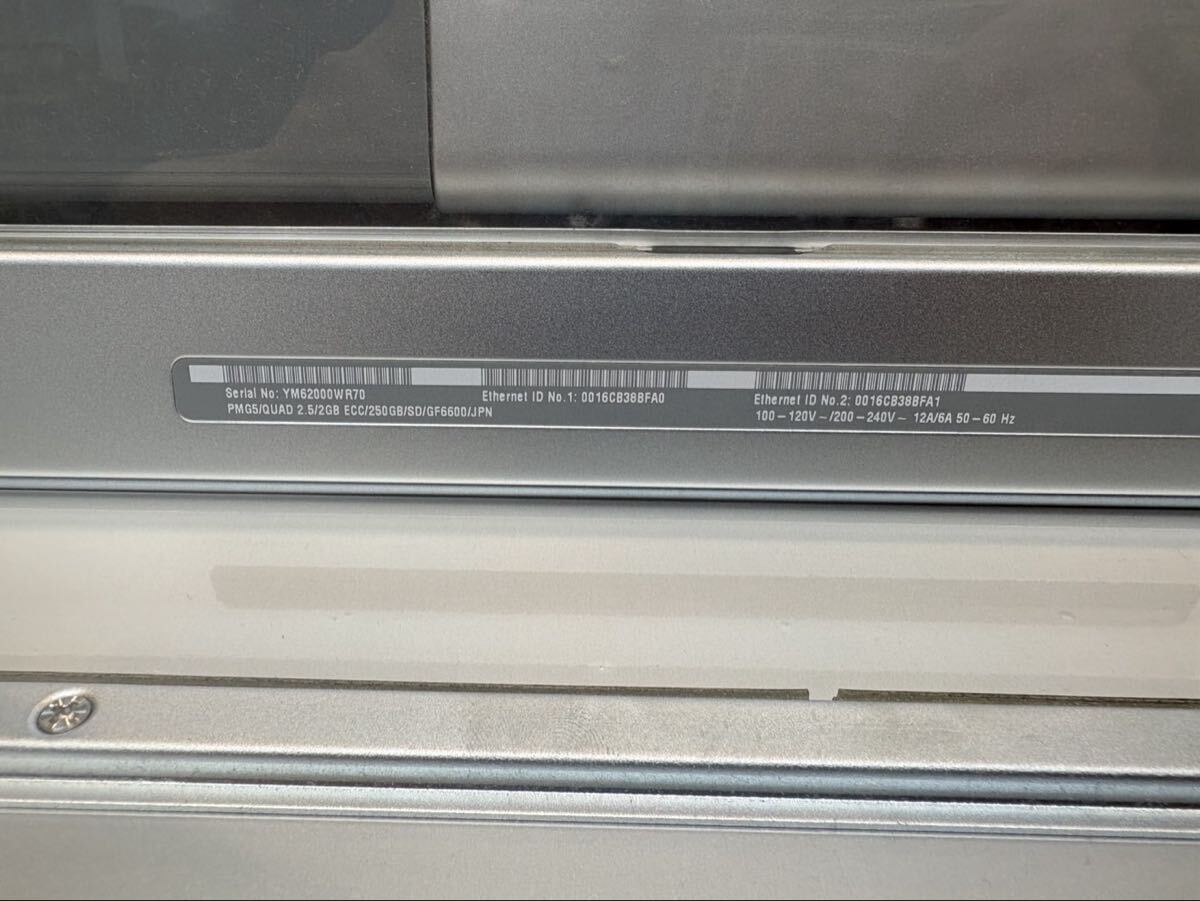 Serial No: YM62000WR70
Ethernet ID No.1: 0016CB38BFA0
Ethernet ID No.2: 0016CB38BFA1
PMG5/QUAD 2.5/2GB ECC/250GB/SD/GF6600/JPN
100-120V ~/200-240V~ 12A/6A 50-60 Hz